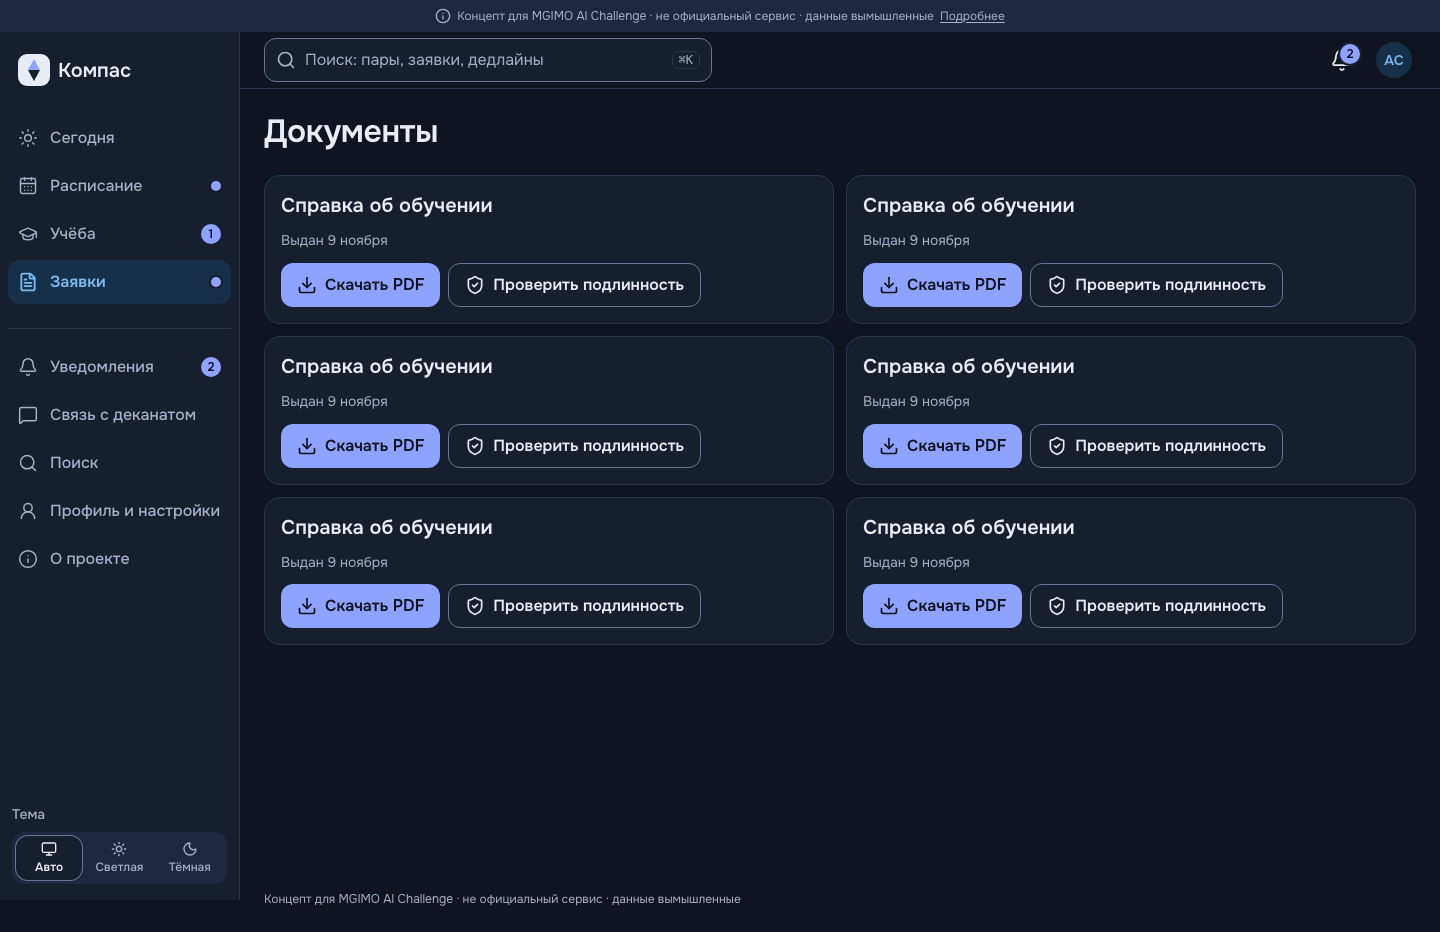 Концепт для MGIMO AI Challenge · не официальный сервис · данные вымышленные Подробнее
Компас
Поиск: пары, заявки, дедлайны
⌘K
2
АС
Сегодня
Расписание
Учёба
1
Заявки
Уведомления
2
Связь с деканатом
Поиск
Профиль и настройки
О проекте
Тема
Авто
Светлая
Тёмная
Документы
Справка об обучении
Выдан 9 ноября
Скачать PDF
Проверить подлинность
Справка об обучении
Выдан 9 ноября
Скачать PDF
Проверить подлинность
Справка об обучении
Выдан 9 ноября
Скачать PDF
Проверить подлинность
Справка об обучении
Выдан 9 ноября
Скачать PDF
Проверить подлинность
Справка об обучении
Выдан 9 ноября
Скачать PDF
Проверить подлинность
Справка об обучении
Выдан 9 ноября
Скачать PDF
Проверить подлинность
Концепт для MGIMO AI Challenge · не официальный сервис · данные вымышленные